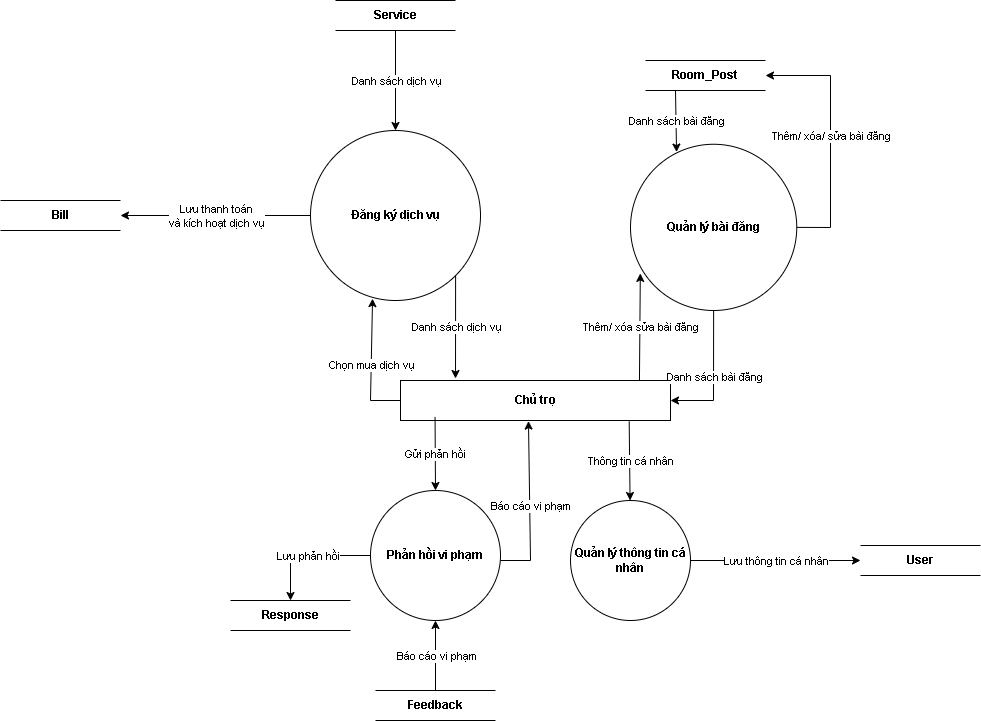 Service
Danh sách dịch vụ
Room_Post
Danh sách bài đăng
Thêm/ xóa/ sửa bài đăng
Bill
Lưu thanh toán
và kích hoạt dịch vụ
Đăng ký dịch vụ
Quản lý bài đăng
Danh sách dịch vụ
Thêm/ xóa sửa bài đăng
Chọn mua dịch vụ
Danh sách bài đăng
Chủ trọ
Gửi phản hồi
Thông tin cá nhân
Báo cáo vi phạm
Lưu phản hồi
Phản hồi vi phạm
Quản lý thông tin cá
nhân
Lưu thông tin cá nhân
User
Response
Báo cáo vi phạm
Feedback